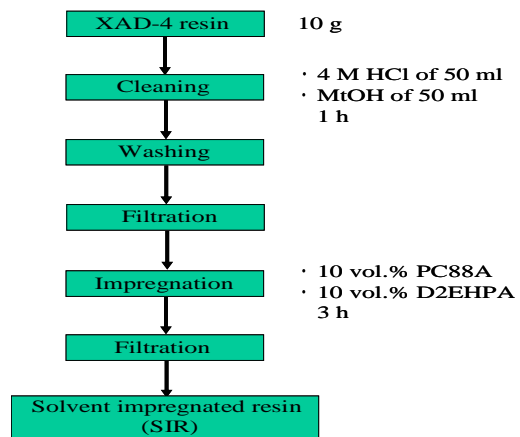 XAD-4 resin
10 g
Cleaning
· 4 M HCl of 50 ml
· MtOH of 50 ml
1 h
Washing
Filtration
Impregnation
· 10 vol.% PC88A
· 10 vol.% D2EHPA
3 h
Filtration
Solvent impregnated resin
(SIR)